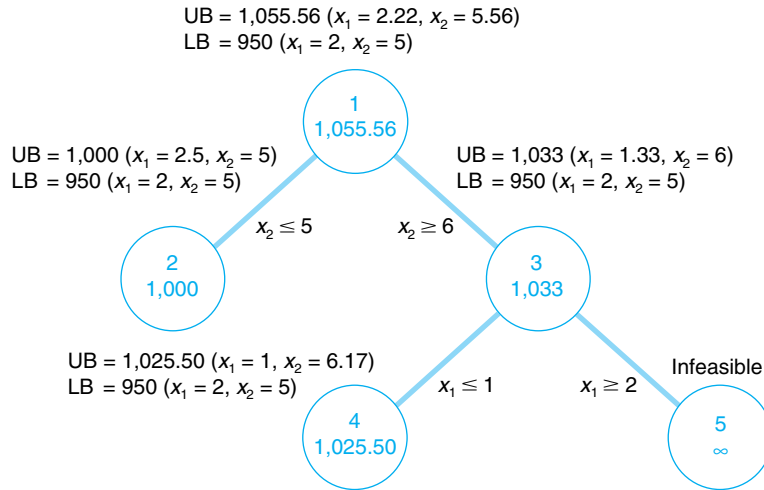 UB = 1,055.56 (x₁ = 2.22, x₂ = 5.56)
LB = 950 (x₁ = 2, x₂ = 5)
1
1,055.56
UB = 1,000 (x₁ = 2.5, x₂ = 5)
LB = 950 (x₁ = 2, x₂ = 5)
UB = 1,033 (x₁ = 1.33, x₂ = 6)
LB = 950 (x₁ = 2, x₂ = 5)
x₂ ≤ 5
x₂ ≥ 6
2
1,000
3
1,033
UB = 1,025.50 (x₁ = 1, x₂ = 6.17)
LB = 950 (x₁ = 2, x₂ = 5)
x₁ ≤ 1
x₁ ≥ 2
Infeasible
4
1,025.50
5
∞